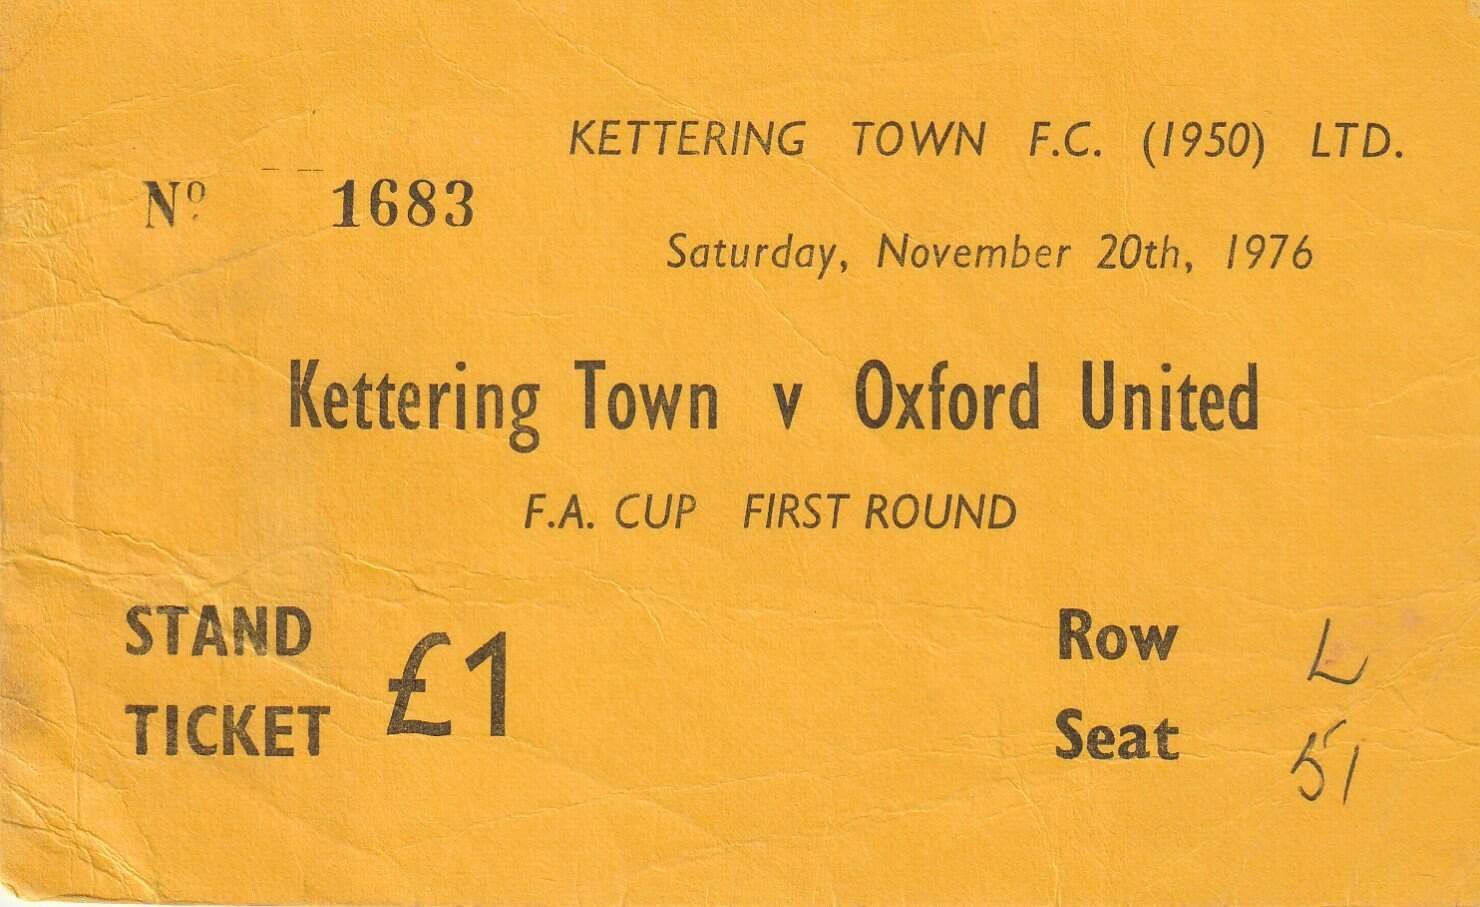 KETTERING TOWN F.C. (1950) LTD.
Nº 1683
Saturday, November 20th, 1976
Kettering Town v Oxford United
F.A. CUP FIRST ROUND
STAND
TICKET
£1
Row L
Seat 51